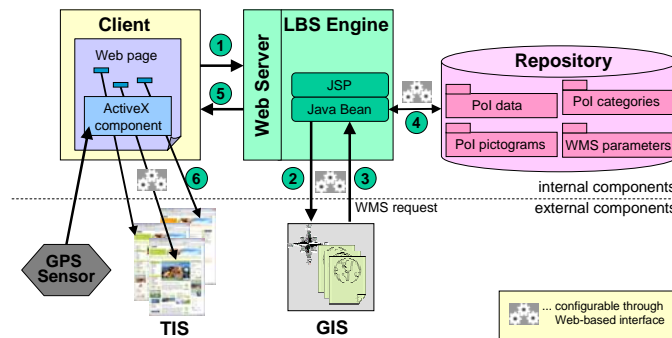 Client
Web page
ActiveX
component
1
5
Web Server
LBS Engine
JSP
Java Bean
4
Repository
PoI data
PoI categories
PoI pictograms
WMS parameters
6
2
3
WMS request
internal components
external components
GPS
Sensor
TIS
GIS
... configurable through
Web-based interface